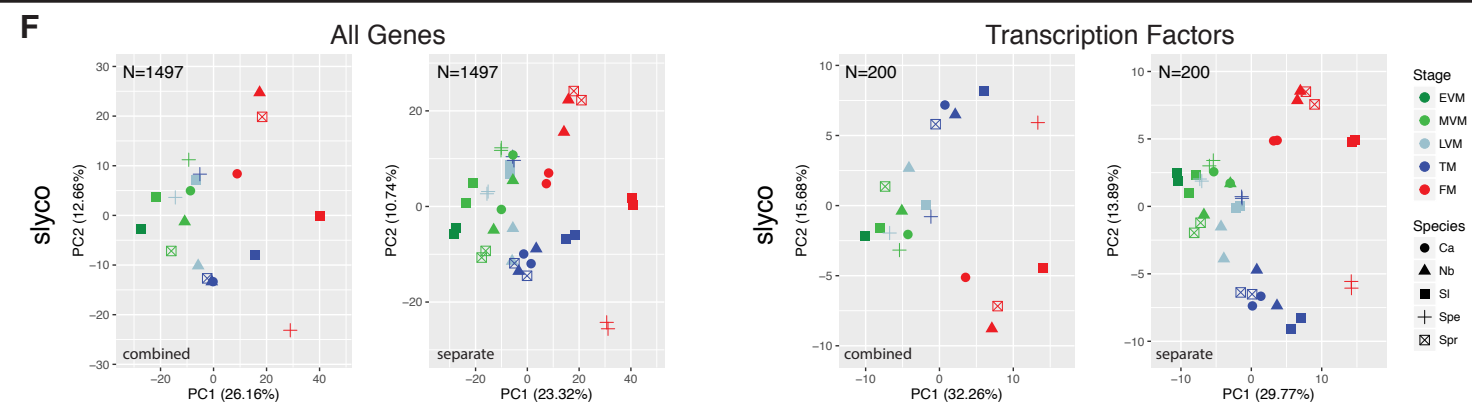 F
All Genes
Transcription Factors
slyco
PC2 (12.66%)
30
20
10
0
−10
−20
−30
N=1497
combined
−20
0
20
40
PC1 (26.16%)
PC2 (10.74%)
20
0
−20
N=1497
separate
−20
0
20
40
PC1 (23.32%)
slyco
PC2 (15.68%)
10
5
0
−5
−10
N=200
combined
−10
0
10
PC1 (32.26%)
PC2 (13.89%)
10
5
0
−5
−10
N=200
separate
−10
0
10
PC1 (29.77%)
Stage
EVM
MVM
LVM
TM
FM
Species
Ca
Nb
Sl
Spe
Spr